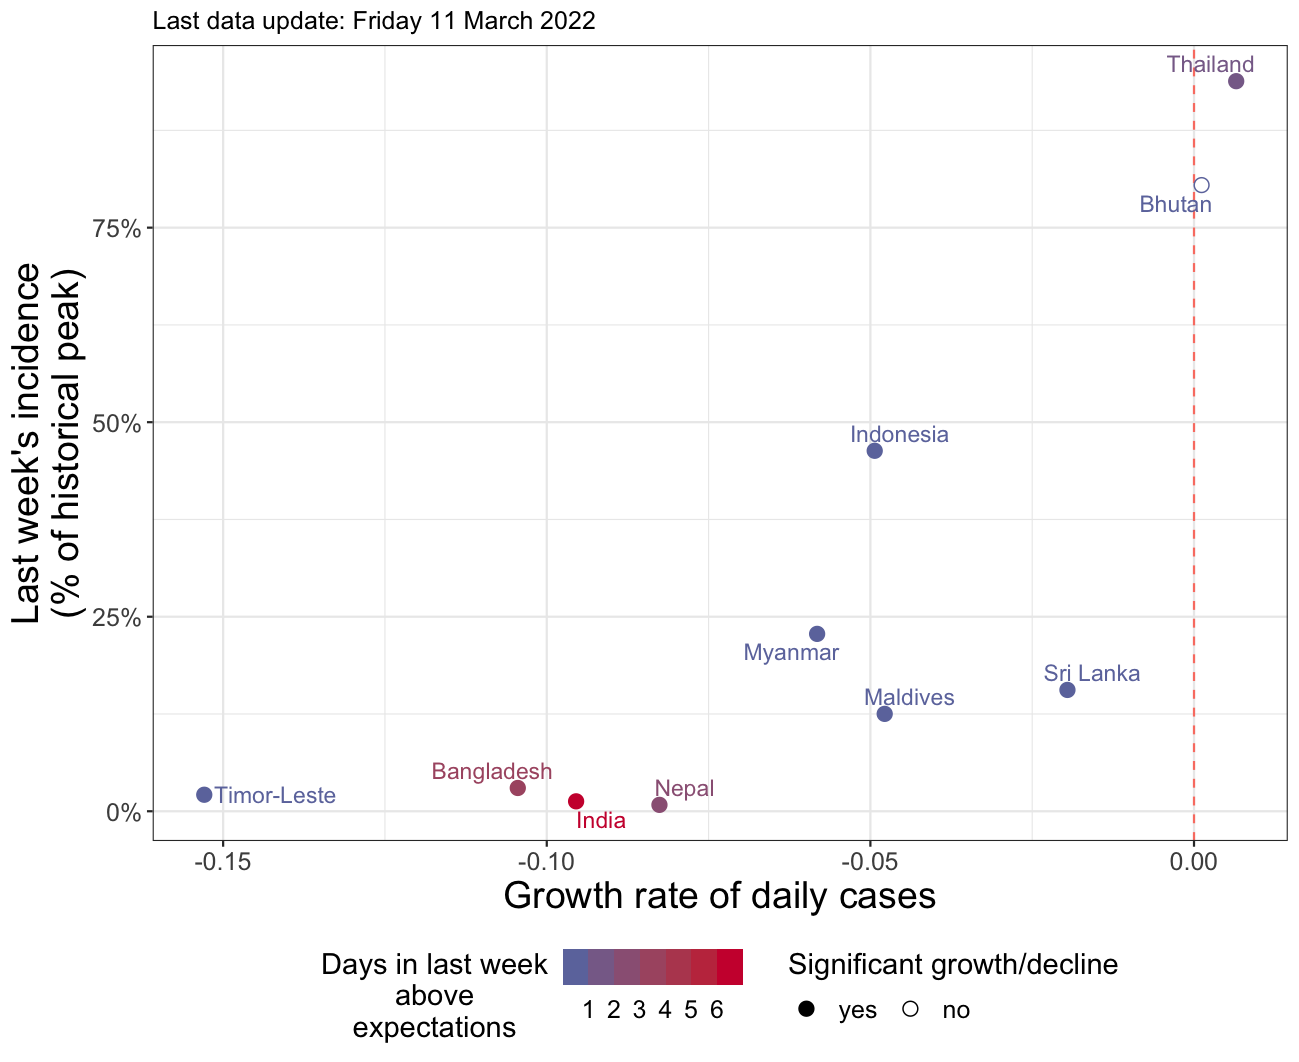 Last data update: Friday 11 March 2022
Thailand
Bhutan
75%
Last week's incidence
(% of historical peak)
50%
Indonesia
25%
Myanmar
Sri Lanka
Maldives
Bangladesh
Nepal
Timor-Leste
0%
India
-0.15 -0.10 -0.05 0.00
Growth rate of daily cases
Days in last week
above
expectations
1 2 3 4 5 6
Significant growth/decline
yes no